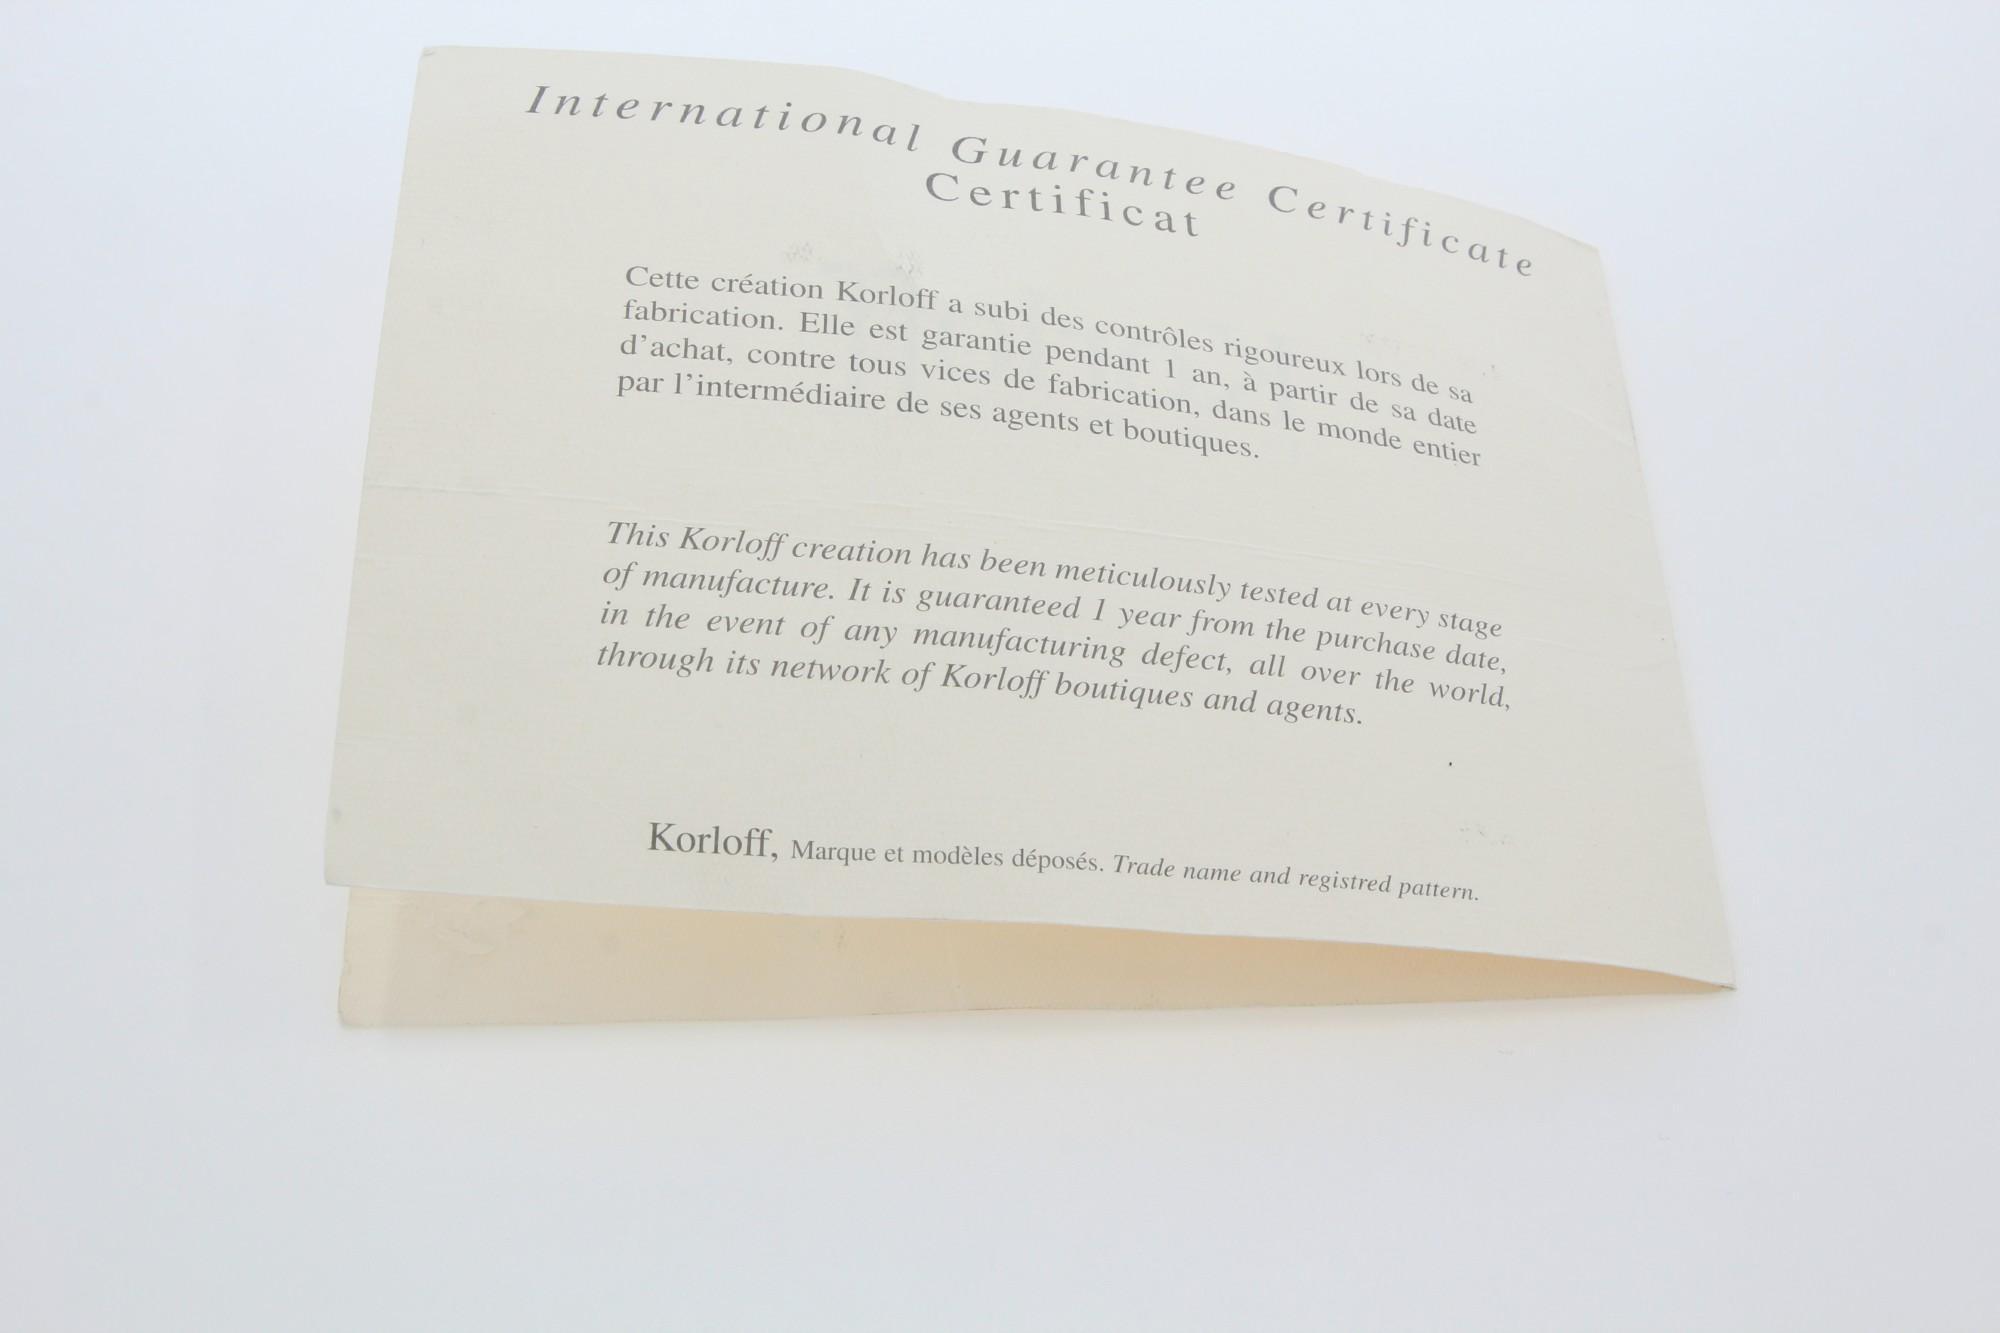 International Guarantee Certificate
Certificat
Cette création Korloff a subi des contrôles rigoureux lors de sa
fabrication. Elle est garantie pendant 1 an, à partir de sa date
d'achat, contre tous vices de fabrication, dans le monde entier
par l'intermédiaire de ses agents et boutiques.
This Korloff creation has been meticulously tested at every stage
of manufacture. It is guaranteed 1 year from the purchase date,
in the event of any manufacturing defect, all over the world,
through its network of Korloff boutiques and agents.
Korloff, Marque et modèles déposés. Trade name and registred pattern.